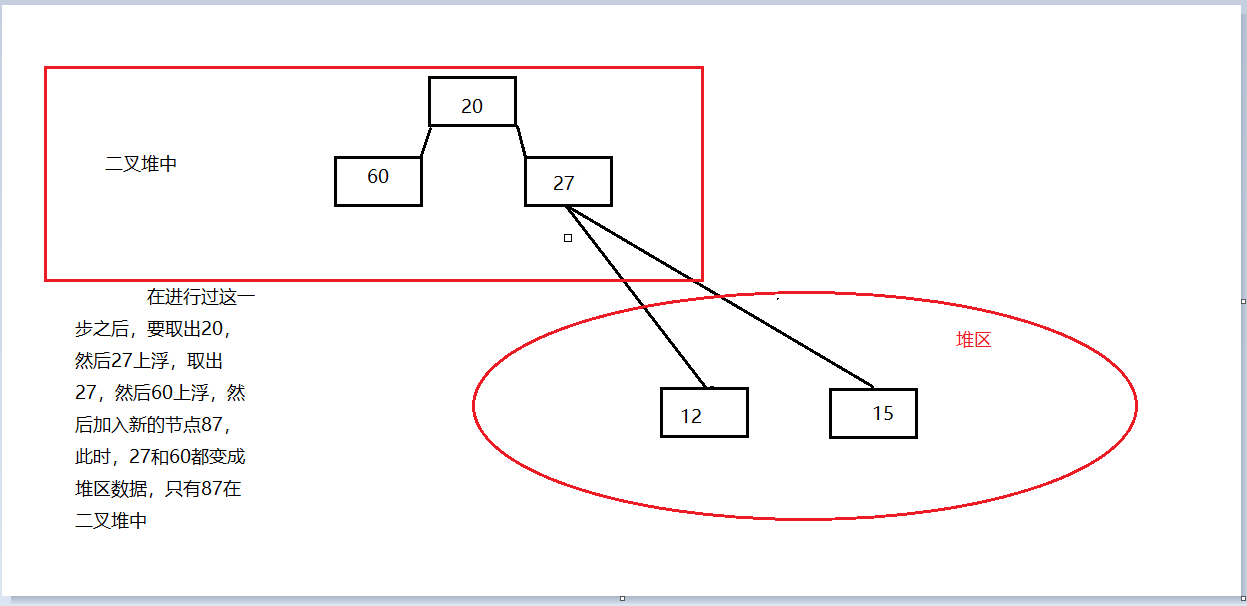 20
二叉堆中
60
27
在进行过这一
步之后，要取出20，
然后27上浮，取出
27，然后60上浮，然
后加入新的节点87，
此时，27和60都变成
堆区数据，只有87在
二叉堆中
堆区
12
15